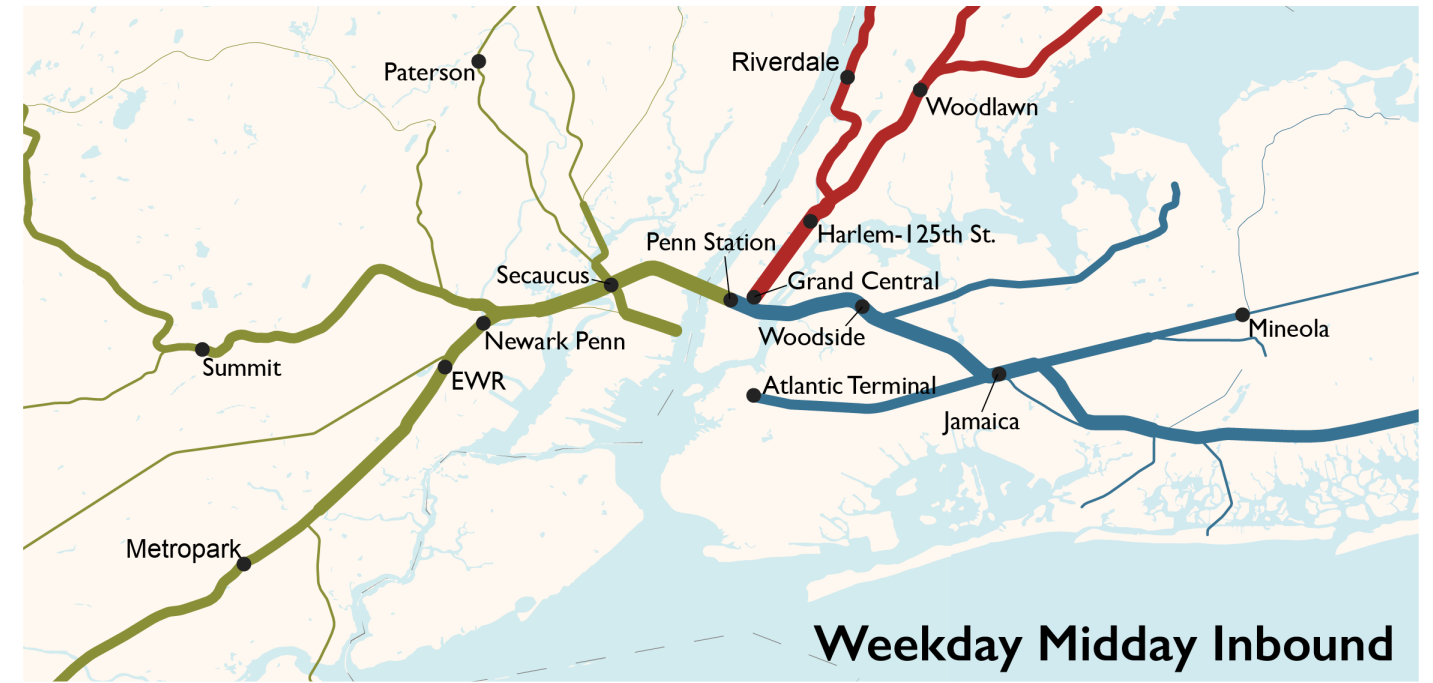 Riverdale
Paterson
Woodlawn
Harlem-125th St.
Penn Station
Secaucus
Grand Central
Mineola
Woodside
Newark Penn
Summit
EWR
Atlantic Terminal
Jamaica
Metropark
Weekday Midday Inbound